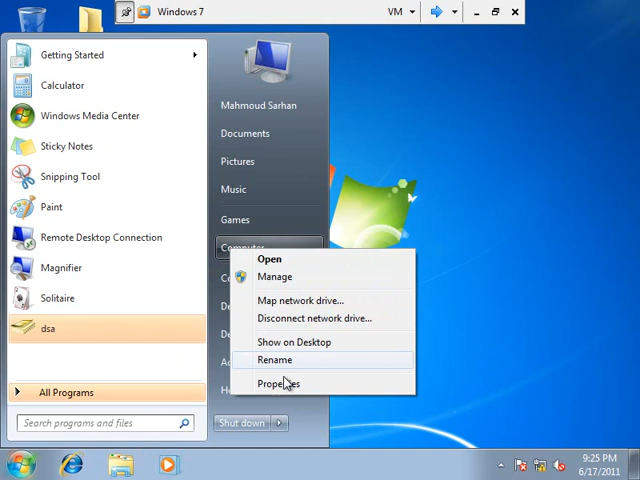 Windows 7
VM
Getting Started
Calculator
Windows Media Center
Sticky Notes
Snipping Tool
Paint
Remote Desktop Connection
Magnifier
Solitaire
dsa
All Programs
Search programs and files
Mahmoud Sarhan
Documents
Pictures
Music
Games
Computer
Open
Manage
Map network drive...
Disconnect network drive...
Show on Desktop
Rename
Properties
Shut down
9:25 PM
6/17/2011